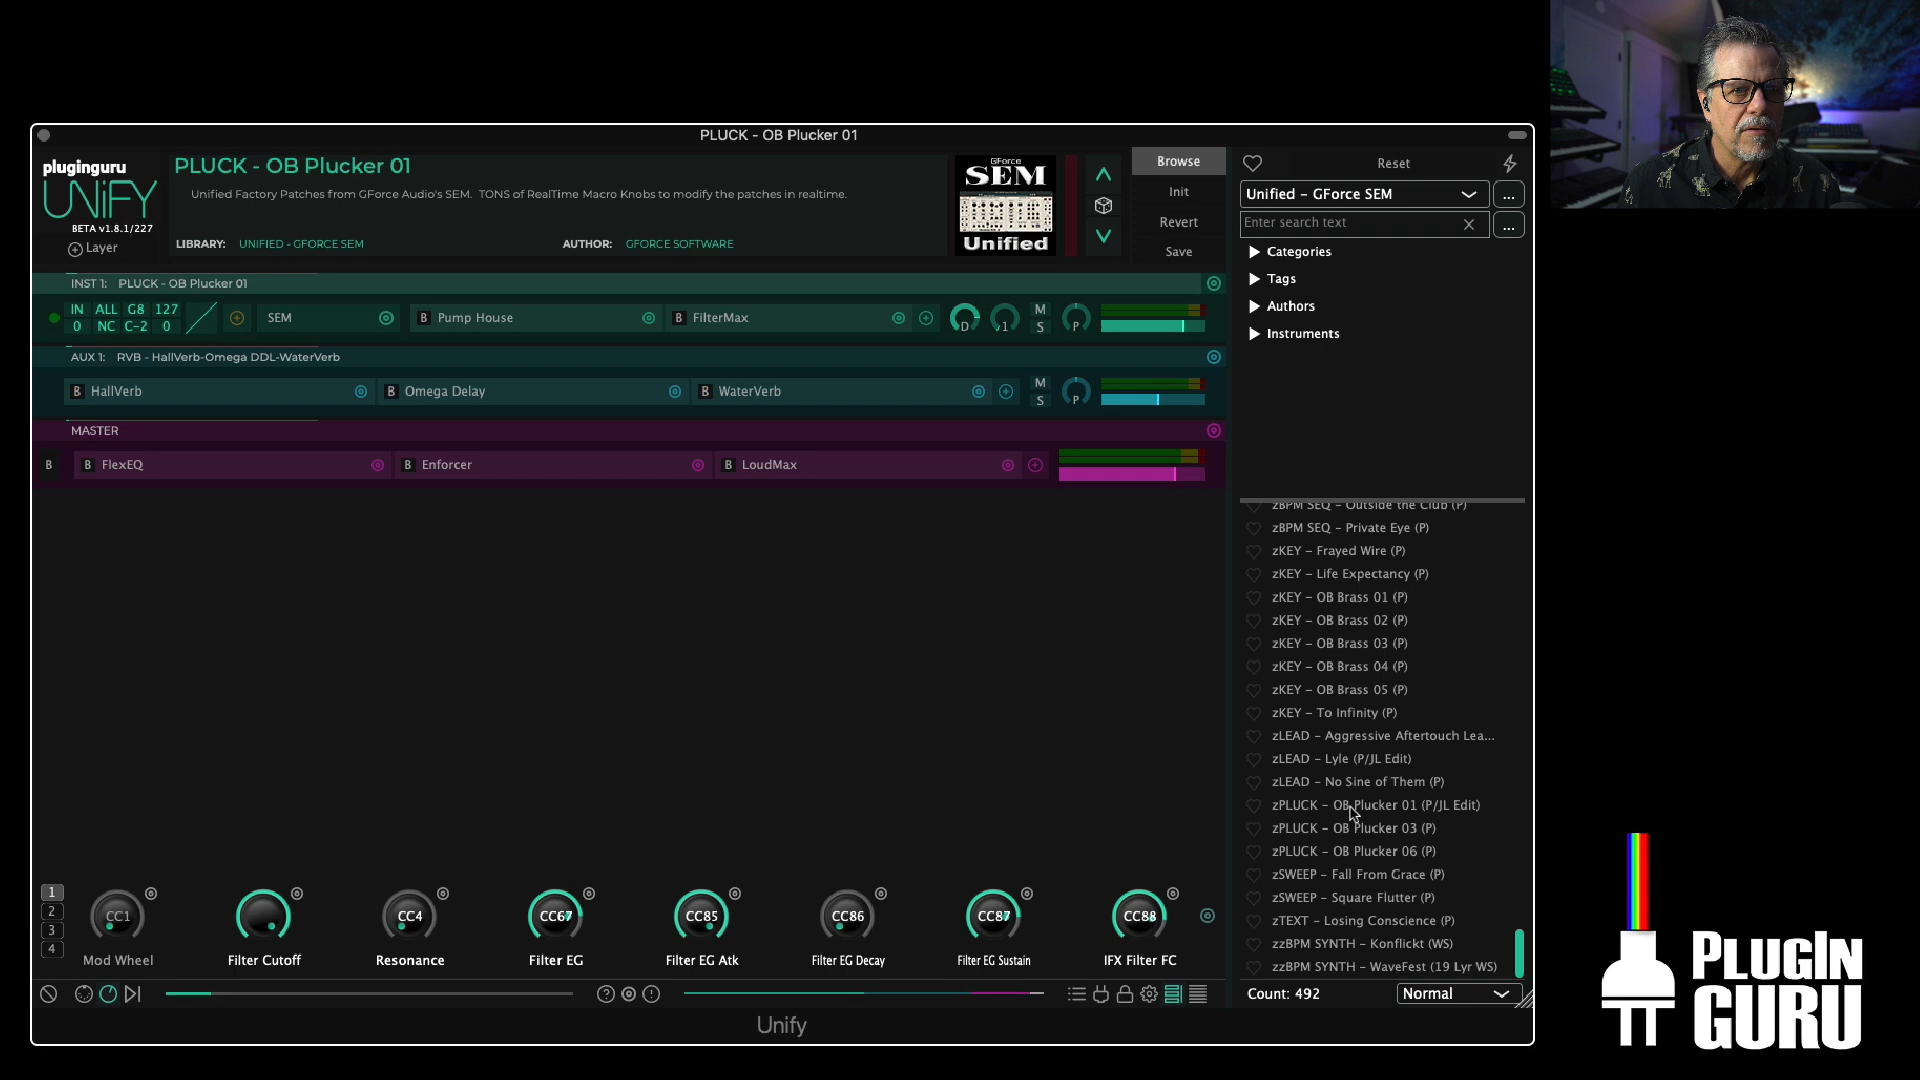 PLUCK - OB Plucker 01
pluginguru
UNiFY
BETA v1.8.1/227
Layer
PLUCK - OB Plucker 01
Unified Factory Patches from GForce Audio's SEM. TONS of RealTime Macro Knobs to modify the patches in realtime.
LIBRARY: UNIFIED - GFORCE SEM
AUTHOR: GFORCE SOFTWARE
GForce
SEM
Unified
Browse
Init
Revert
Save
Reset
Unified – GForce SEM
...
Enter search text
...
Categories
Tags
Authors
Instruments
INST 1: PLUCK - OB Plucker 01
IN ALL G8 127
0 NC C-2 0
SEM
B Pump House
B FilterMax
D
1
M
S
P
AUX 1: RVB - HallVerb-Omega DDL-WaterVerb
B HallVerb
B Omega Delay
B WaterVerb
M
S
P
MASTER
B
B FlexEQ
B Enforcer
B LoudMax
zBPM SEQ – Outside the Club (P)
zBPM SEQ – Private Eye (P)
zKEY – Frayed Wire (P)
zKEY – Life Expectancy (P)
zKEY – OB Brass 01 (P)
zKEY – OB Brass 02 (P)
zKEY – OB Brass 03 (P)
zKEY – OB Brass 04 (P)
zKEY – OB Brass 05 (P)
zKEY – To Infinity (P)
zLEAD – Aggressive Aftertouch Lea...
zLEAD – Lyle (P/JL Edit)
zLEAD – No Sine of Them (P)
zPLUCK – OB Plucker 01 (P/JL Edit)
zPLUCK – OB Plucker 03 (P)
zPLUCK – OB Plucker 06 (P)
zSWEEP – Fall From Grace (P)
zSWEEP – Square Flutter (P)
zTEXT – Losing Conscience (P)
zzBPM SYNTH – Konflickt (WS)
zzBPM SYNTH – WaveFest (19 Lyr WS)
Count: 492
Normal
1
2
3
4
CC1
CC4
CC67
CC85
CC86
CC87
CC88
Mod Wheel
Filter Cutoff
Resonance
Filter EG
Filter EG Atk
Filter EG Decay
Filter EG Sustain
IFX Filter FC
Unify
PLUGIN
GURU